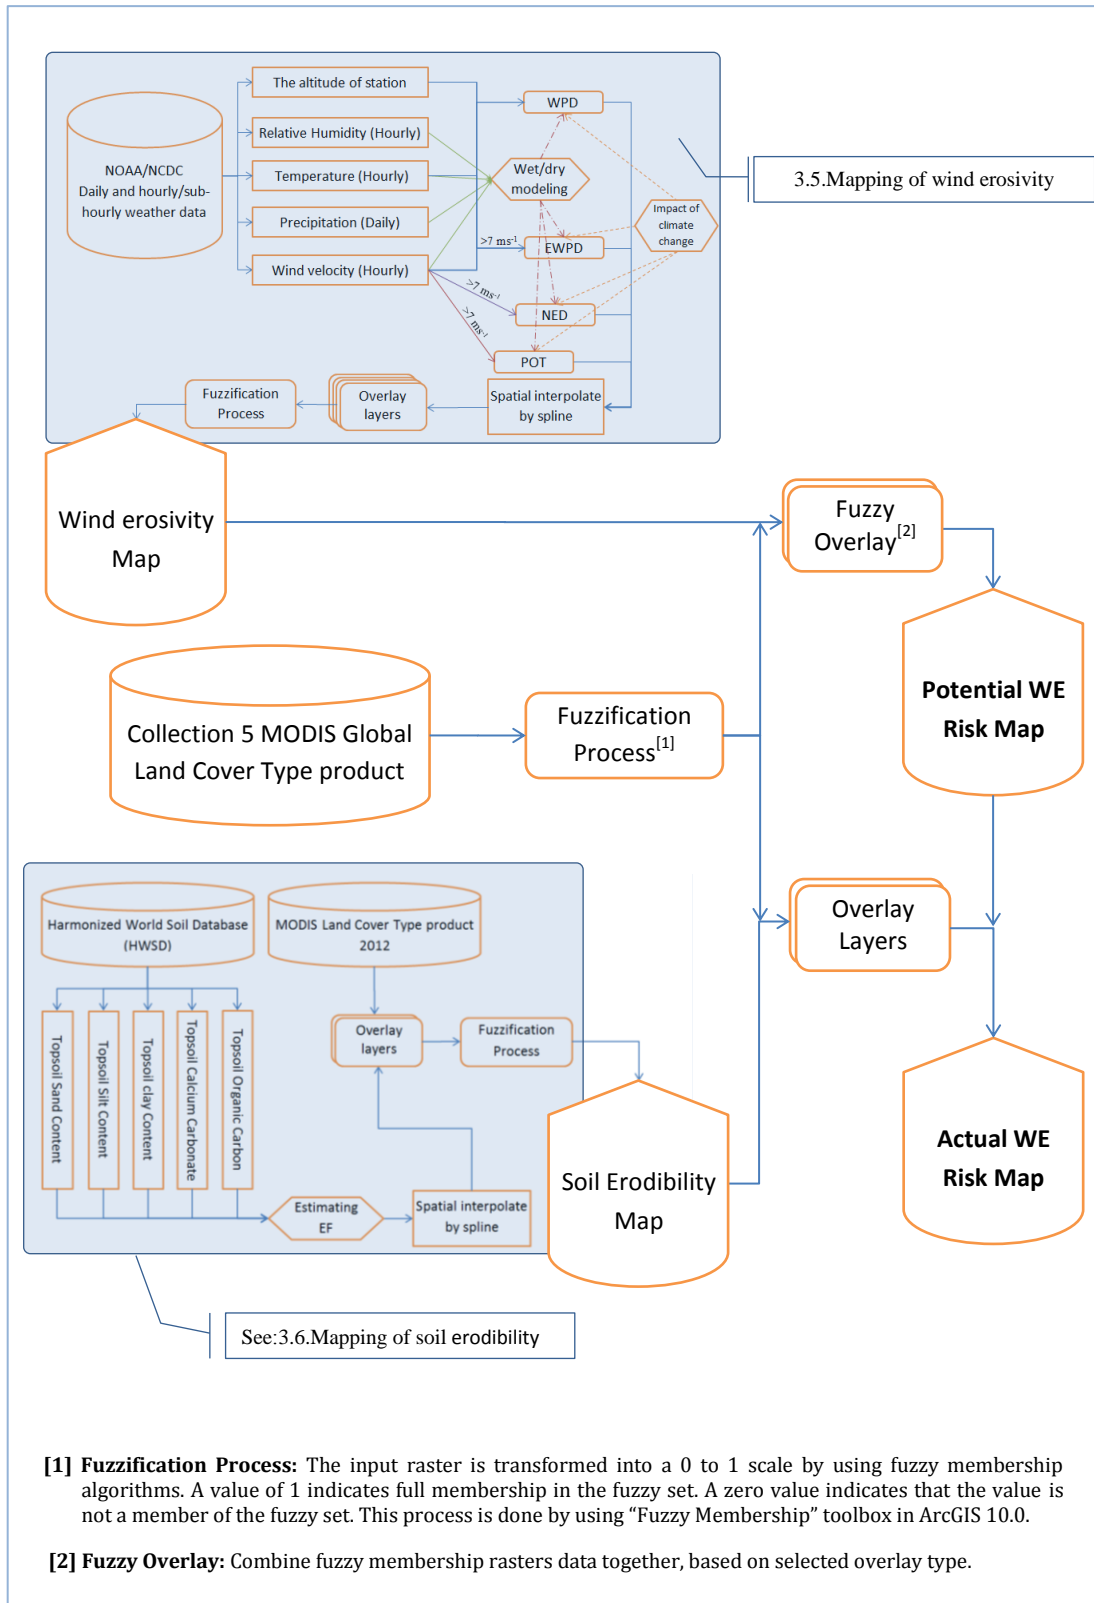 The altitude of station
Relative Humidity (Hourly)
Temperature (Hourly)
Precipitation (Daily)
Wind velocity (Hourly)
NOAA/NCDC
Daily and hourly/sub-
hourly weather data
WPD
Wet/dry
modeling
Impact of
climate
change
>7 ms-1
EWPD
>7 ms-1
NED
>7 ms-1
POT
Spatial interpolate
by spline
Overlay
layers
Fuzzification
Process
3.5.Mapping of wind erosivity
Wind erosivity
Map
Fuzzy
Overlay[2]
Collection 5 MODIS Global
Land Cover Type product
Fuzzification
Process[1]
Potential WE
Risk Map
Harmonized World Soil Database
(HWSD)
MODIS Land Cover Type product
2012
Topsoil Sand Content
Topsoil Silt Content
Topsoil clay Content
Topsoil Calcium Carbonate
Topsoil Organic Carbon
Overlay
layers
Fuzzification
Process
Estimating
EF
Spatial interpolate
by spline
Soil Erodibility
Map
Overlay
Layers
Actual WE
Risk Map
See:3.6.Mapping of soil erodibility
[1] Fuzzification Process: The input raster is transformed into a 0 to 1 scale by using fuzzy membership
algorithms. A value of 1 indicates full membership in the fuzzy set. A zero value indicates that the value is
not a member of the fuzzy set. This process is done by using “Fuzzy Membership” toolbox in ArcGIS 10.0.
[2] Fuzzy Overlay: Combine fuzzy membership rasters data together, based on selected overlay type.